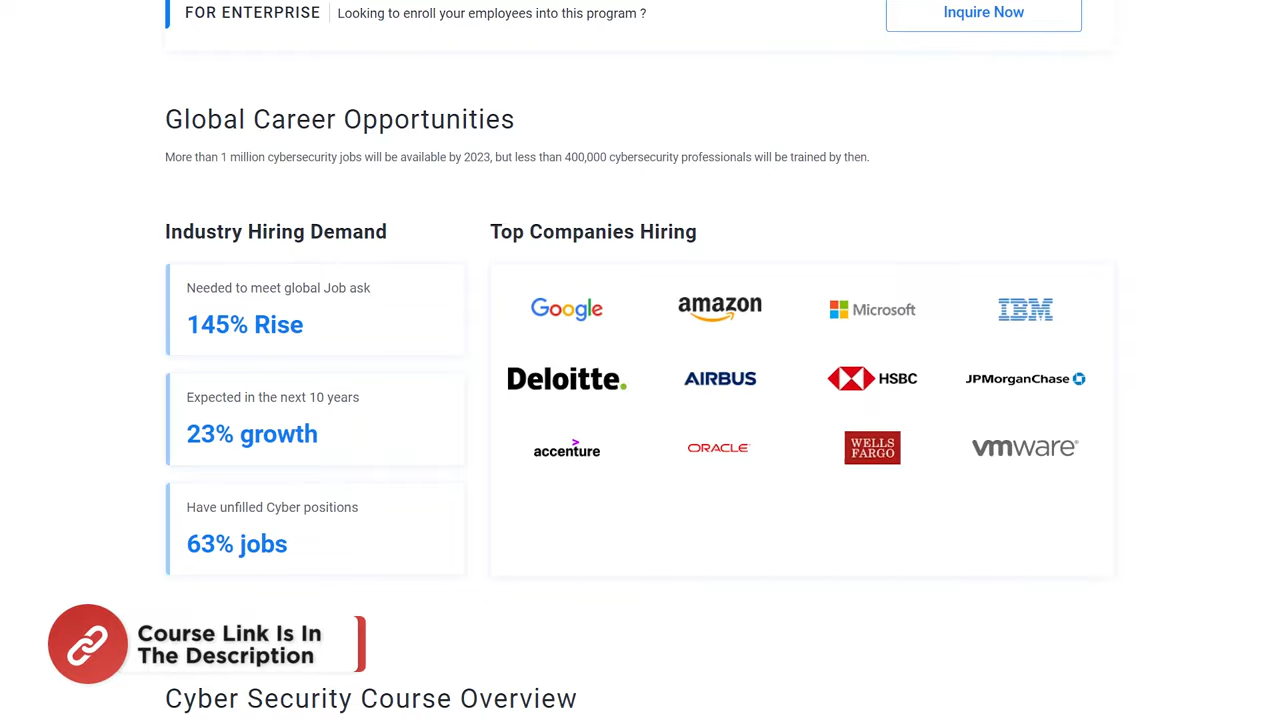 FOR ENTERPRISE Looking to enroll your employees into this program ?
Inquire Now
Global Career Opportunities
More than 1 million cybersecurity jobs will be available by 2023, but less than 400,000 cybersecurity professionals will be trained by then.
Industry Hiring Demand
Needed to meet global Job ask
145% Rise
Expected in the next 10 years
23% growth
Have unfilled Cyber positions
63% jobs
Top Companies Hiring
Google amazon Microsoft IBM
Deloitte. AIRBUS HSBC JPMorganChase
accenture ORACLE WELLS FARGO vmware®
Course Link Is In
The Description
Cyber Security Course Overview